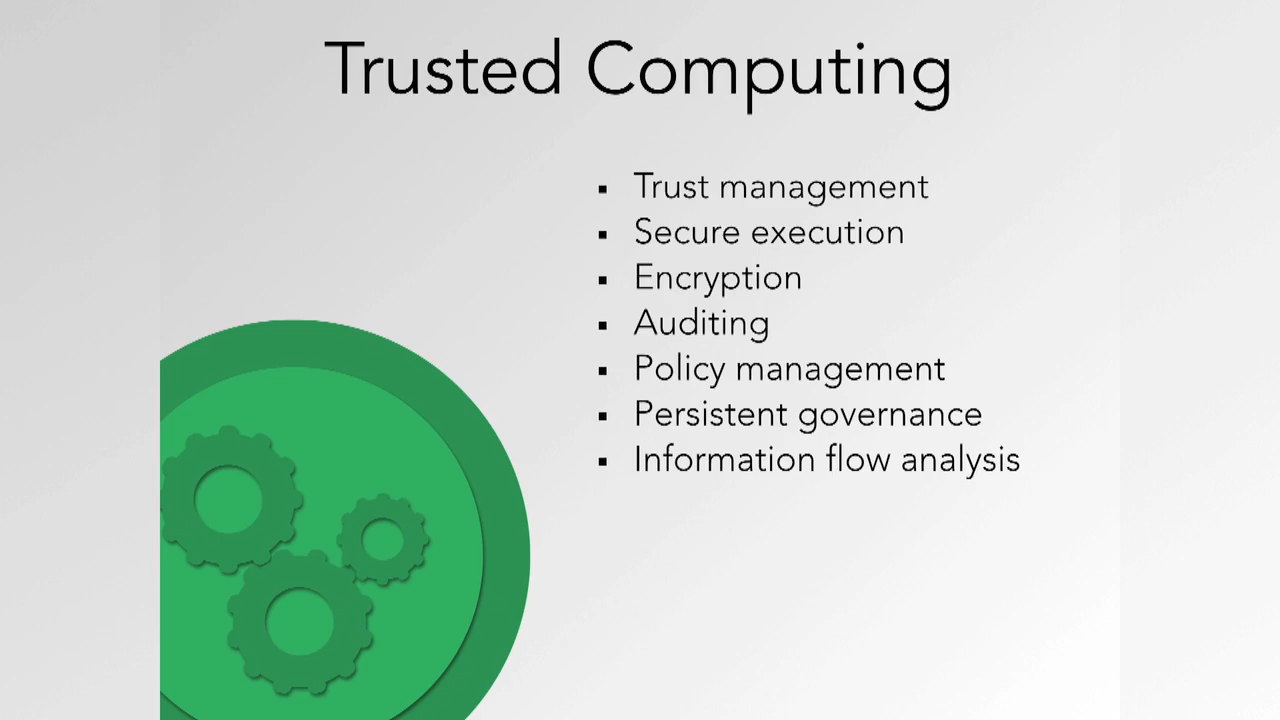 Trusted Computing
▪ Trust management
▪ Secure execution
▪ Encryption
▪ Auditing
▪ Policy management
▪ Persistent governance
▪ Information flow analysis